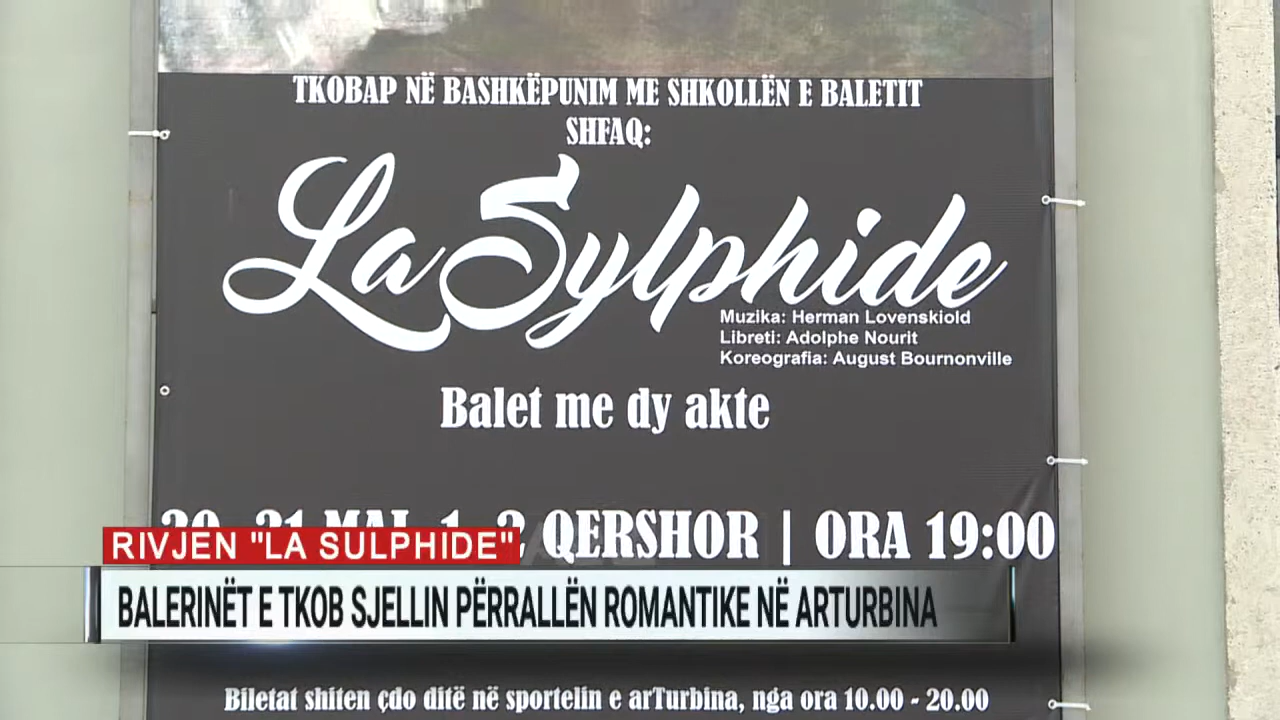 TKOBAP NË BASHKËPUNIM ME SHKOLLËN E BALETIT
SHFAQ:
La Sylphide
Muzika: Herman Lovenskiold
Libreti: Adolphe Nourit
Koreografia: August Bournonville
Balet me dy akte
QERSHOR | ORA 19:00
RIVJEN "LA SULPHIDE"
BALERINËT E TKOB SJELLIN PËRRALLËN ROMANTIKE NË ARTURBINA
Biletat shiten çdo ditë në sportelin e arTurbina, nga ora 10.00 - 20.00